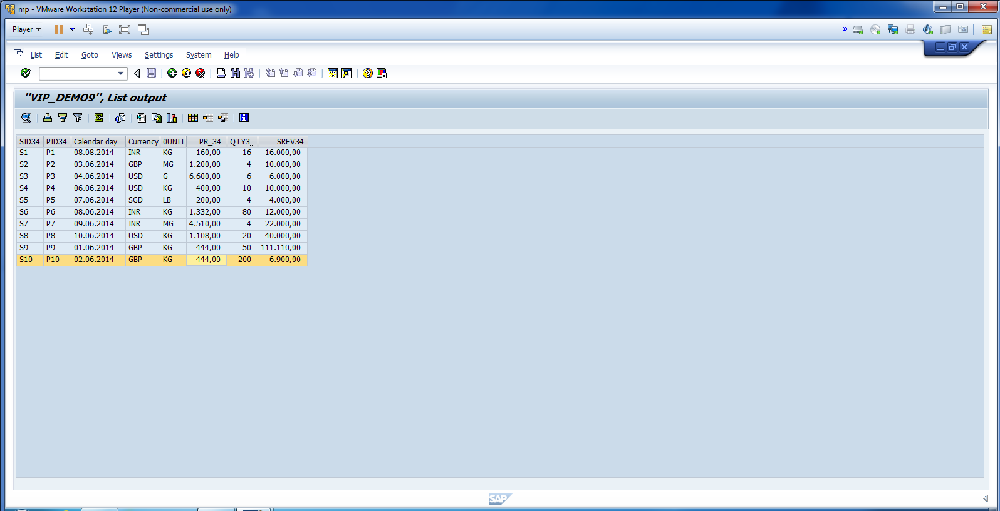 mp - VMware Workstation 12 Player (Non-commercial use only)
Player
List Edit Goto Views Settings System Help
"VIP_DEMO9", List output
SID34 PID34 Calendar day Currency 0UNIT PR_34 QTY3... SREV34
S1 P1 08.08.2014 INR KG 160,00 16 16.000,00
S2 P2 03.06.2014 GBP MG 1.200,00 4 10.000,00
S3 P3 04.06.2014 USD G 6.600,00 6 6.000,00
S4 P4 06.06.2014 USD KG 400,00 10 10.000,00
S5 P5 07.06.2014 SGD LB 200,00 4 4.000,00
S6 P6 08.06.2014 INR KG 1.332,00 80 12.000,00
S7 P7 09.06.2014 INR MG 4.510,00 4 22.000,00
S8 P8 10.06.2014 USD KG 1.108,00 20 40.000,00
S9 P9 01.06.2014 GBP KG 444,00 50 111.110,00
S10 P10 02.06.2014 GBP KG 444,00 200 6.900,00
SAP